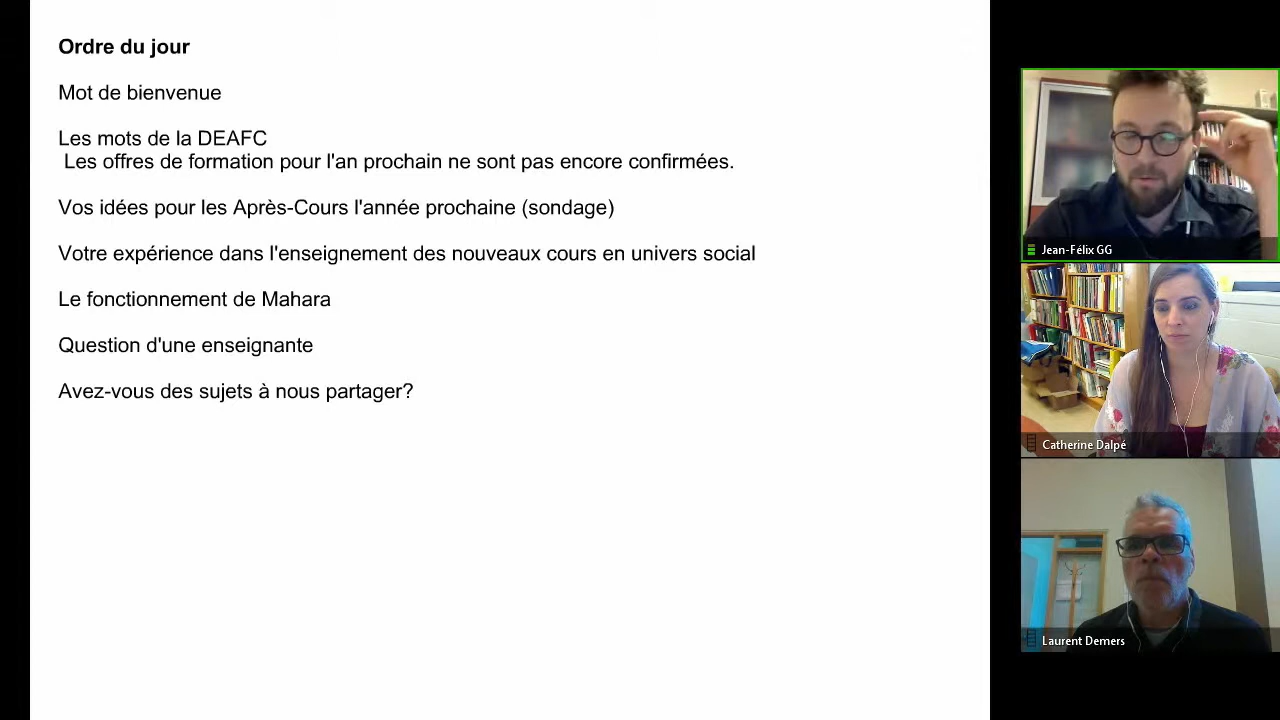 Ordre du jour
Mot de bienvenue
Les mots de la DEAFC
Les offres de formation pour l'an prochain ne sont pas encore confirmées.
Vos idées pour les Après-Cours l'année prochaine (sondage)
Votre expérience dans l'enseignement des nouveaux cours en univers social
Le fonctionnement de Mahara
Question d'une enseignante
Avez-vous des sujets à nous partager?
Jean-Félix GG
Catherine Dalpé
Laurent Demers